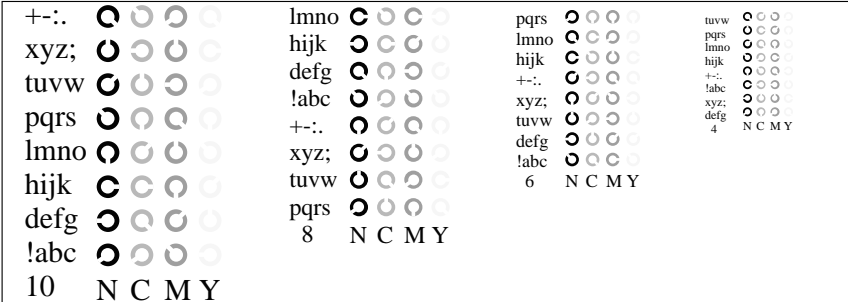 +-:.
xyz;
tuvw
pqrs
lmno
hijk
defg
!abc
10 N C M Y
lmno
hijk
defg
!abc
+-:.
xyz;
tuvw
pqrs
8 N C M Y
pqrs
lmno
hijk
+-:.
xyz;
tuvw
defg
!abc
6 N C M Y
tuvw
pqrs
lmno
hijk
+-:.
!abc
xyz;
defg
4 N C M Y